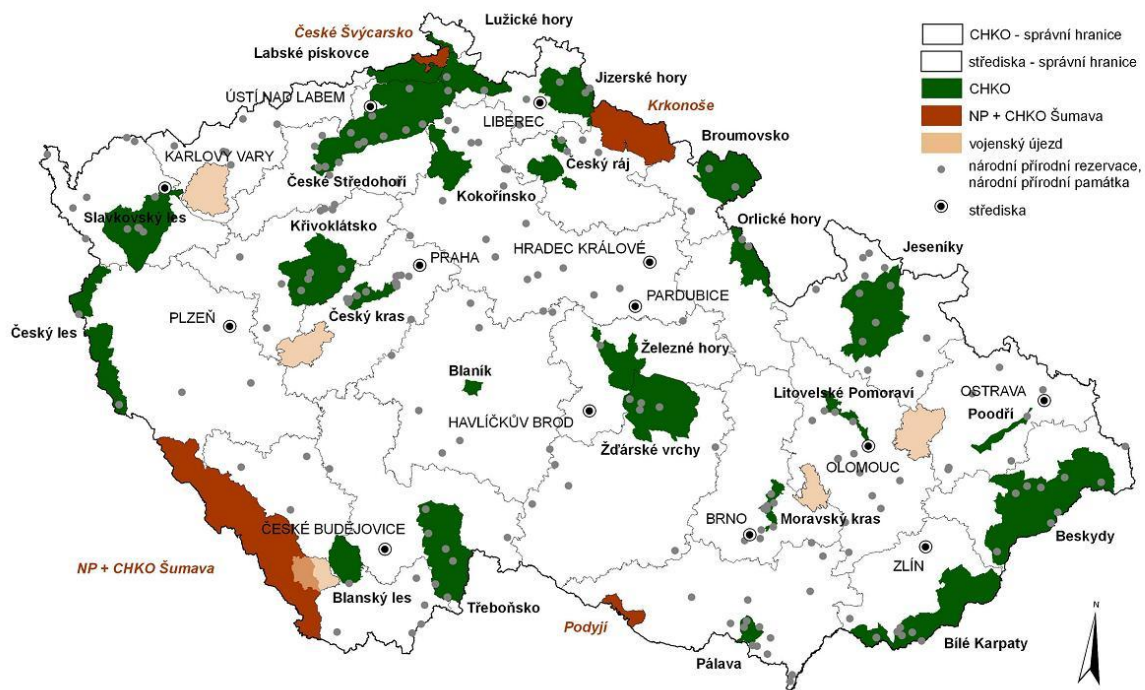 Lužické hory
České Švýcarsko
Labské pískovce
Jizerské hory
ÚSTÍ NAD LABEM
LIBEREC
Krkonoše
Broumovsko
KARLOVY VARY
Český ráj
České Středohoří
Kokořínsko
Slavkovský les
Křivoklátsko
Orlické hory
PRAHA
HRADEC KRÁLOVÉ
Jeseníky
PARDUBICE
Český kras
PLZEŇ
Český les
Železné hory
Blaník
Litovelské Pomoraví
OSTRAVA
Poodří
HAVLÍČKŮV BROD
Žďárské vrchy
OLOMOUC
BRNO
Moravský kras
ČESKÉ BUDĚJOVICE
Beskydy
ZLÍN
NP + CHKO Šumava
Blanský les
Třeboňsko
Podyjí
Bílé Karpaty
Pálava
CHKO - správní hranice
střediska - správní hranice
CHKO
NP + CHKO Šumava
vojenský újezd
národní přírodní rezervace,
národní přírodní památka
střediska
N